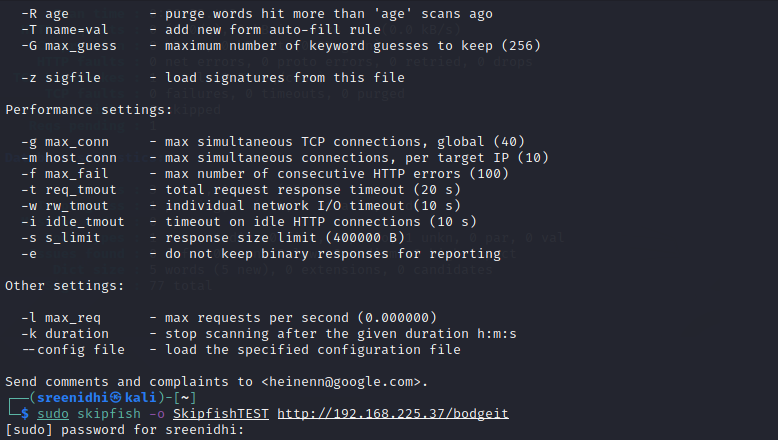 -R age - purge words hit more than 'age' scans ago
-T name=val - add new form auto-fill rule
-G max_guess - maximum number of keyword guesses to keep (256)
-z sigfile - load signatures from this file
Performance settings:
-g max_conn - max simultaneous TCP connections, global (40)
-m host_conn - max simultaneous connections, per target IP (10)
-f max_fail - max number of consecutive HTTP errors (100)
-t req_tmout - total request response timeout (20 s)
-w rw_tmout - individual network I/O timeout (10 s)
-i idle_tmout - timeout on idle HTTP connections (10 s)
-s s_limit - response size limit (400000 B)
-e - do not keep binary responses for reporting
Other settings:
-l max_req - max requests per second (0.000000)
-k duration - stop scanning after the given duration h:m:s
--config file - load the specified configuration file
Send comments and complaints to <heinenn@google.com>.
┌──(sreenidhi㉿kali)-[~]
└─$ sudo skipfish -o SkipfishTEST http://192.168.225.37/bodgeit
[sudo] password for sreenidhi: